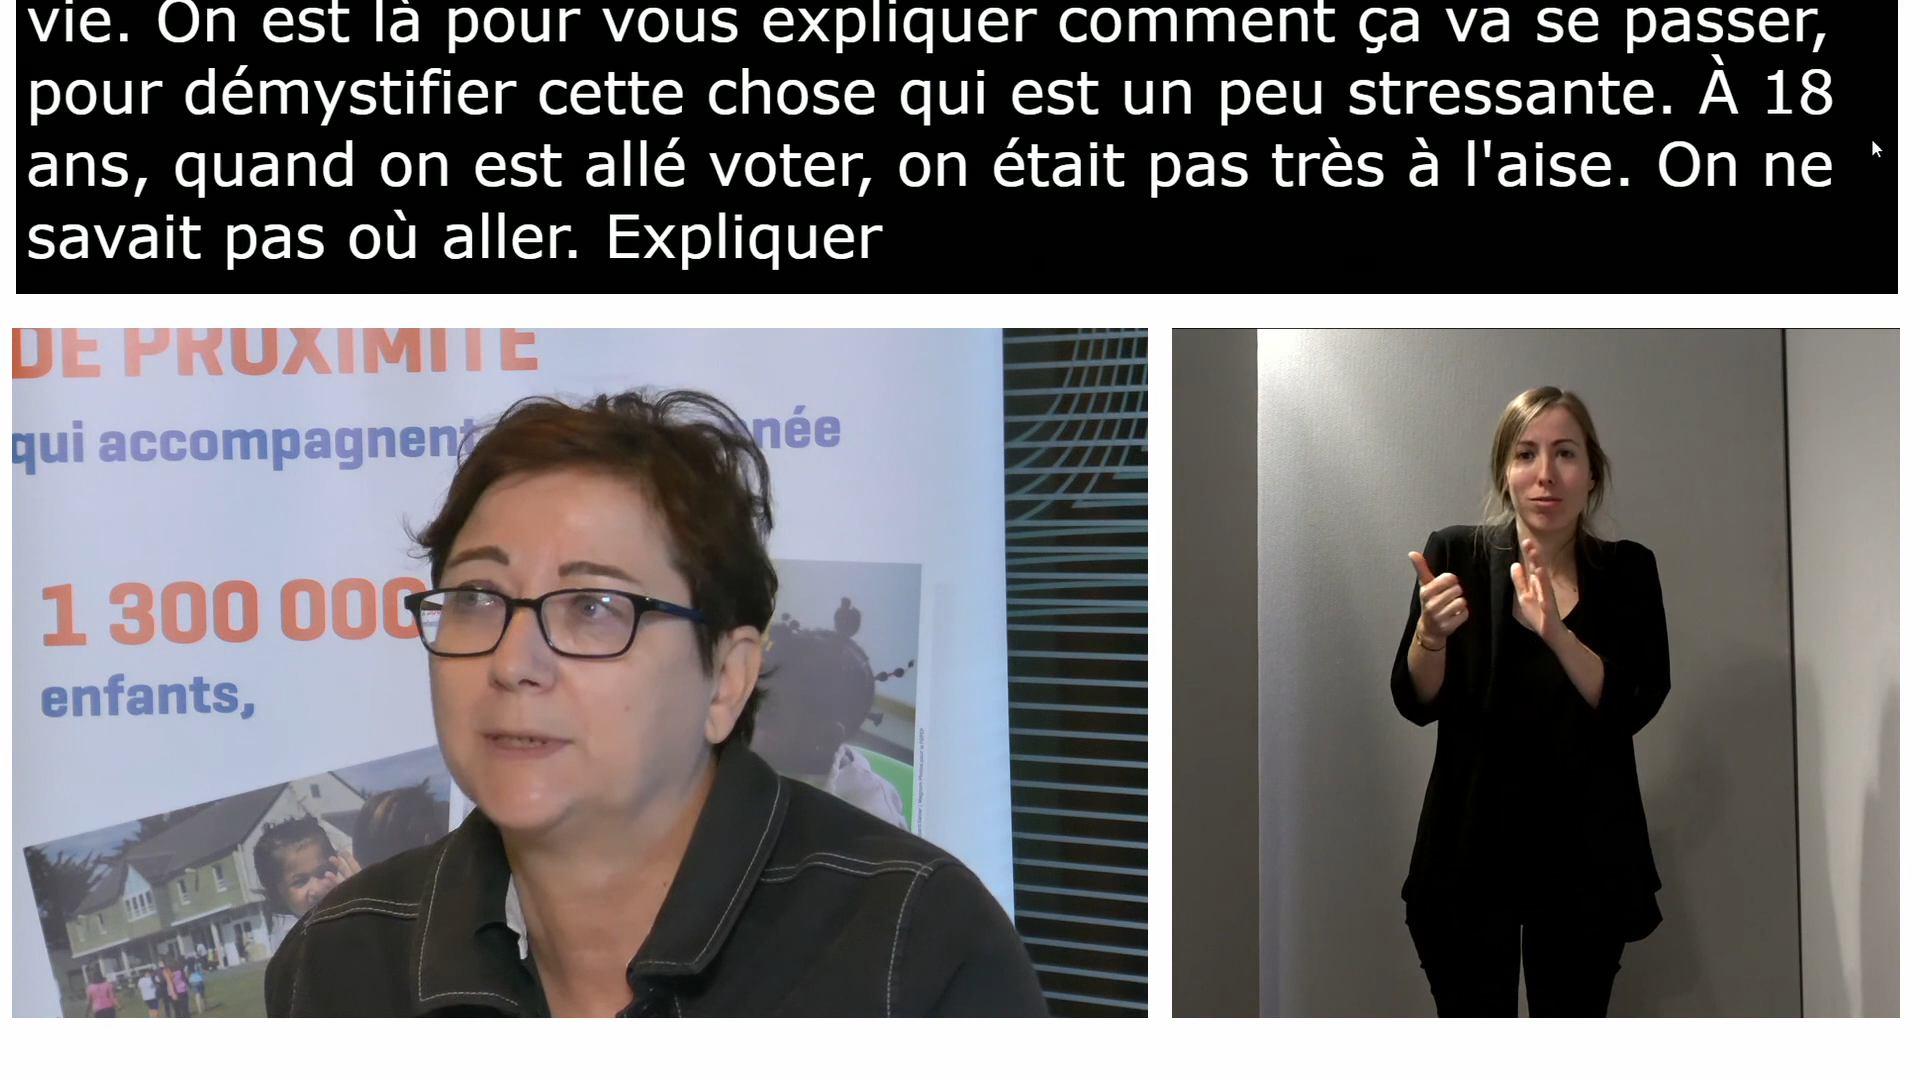 vie. On est là pour vous expliquer comment ça va se passer,
pour démystifier cette chose qui est un peu stressante. À 18
ans, quand on est allé voter, on était pas très à l'aise. On ne
savait pas où aller. Expliquer
DE PROXIMITÉ
qui accompagnent née
1 300 000
enfants,